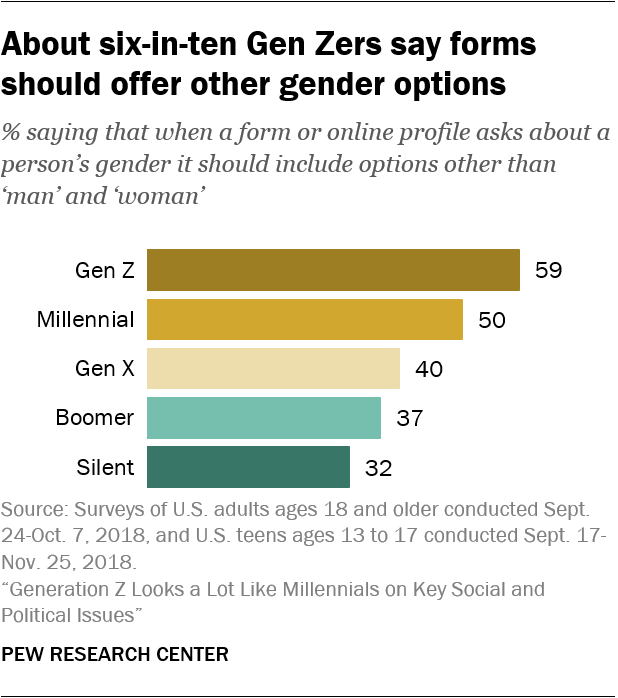 About six-in-ten Gen Zers say forms
should offer other gender options
% saying that when a form or online profile asks about a
person’s gender it should include options other than
‘man’ and ‘woman’
Gen Z 59
Millennial 50
Gen X 40
Boomer 37
Silent 32
Source: Surveys of U.S. adults ages 18 and older conducted Sept.
24-Oct. 7, 2018, and U.S. teens ages 13 to 17 conducted Sept. 17-
Nov. 25, 2018.
“Generation Z Looks a Lot Like Millennials on Key Social and
Political Issues”
PEW RESEARCH CENTER